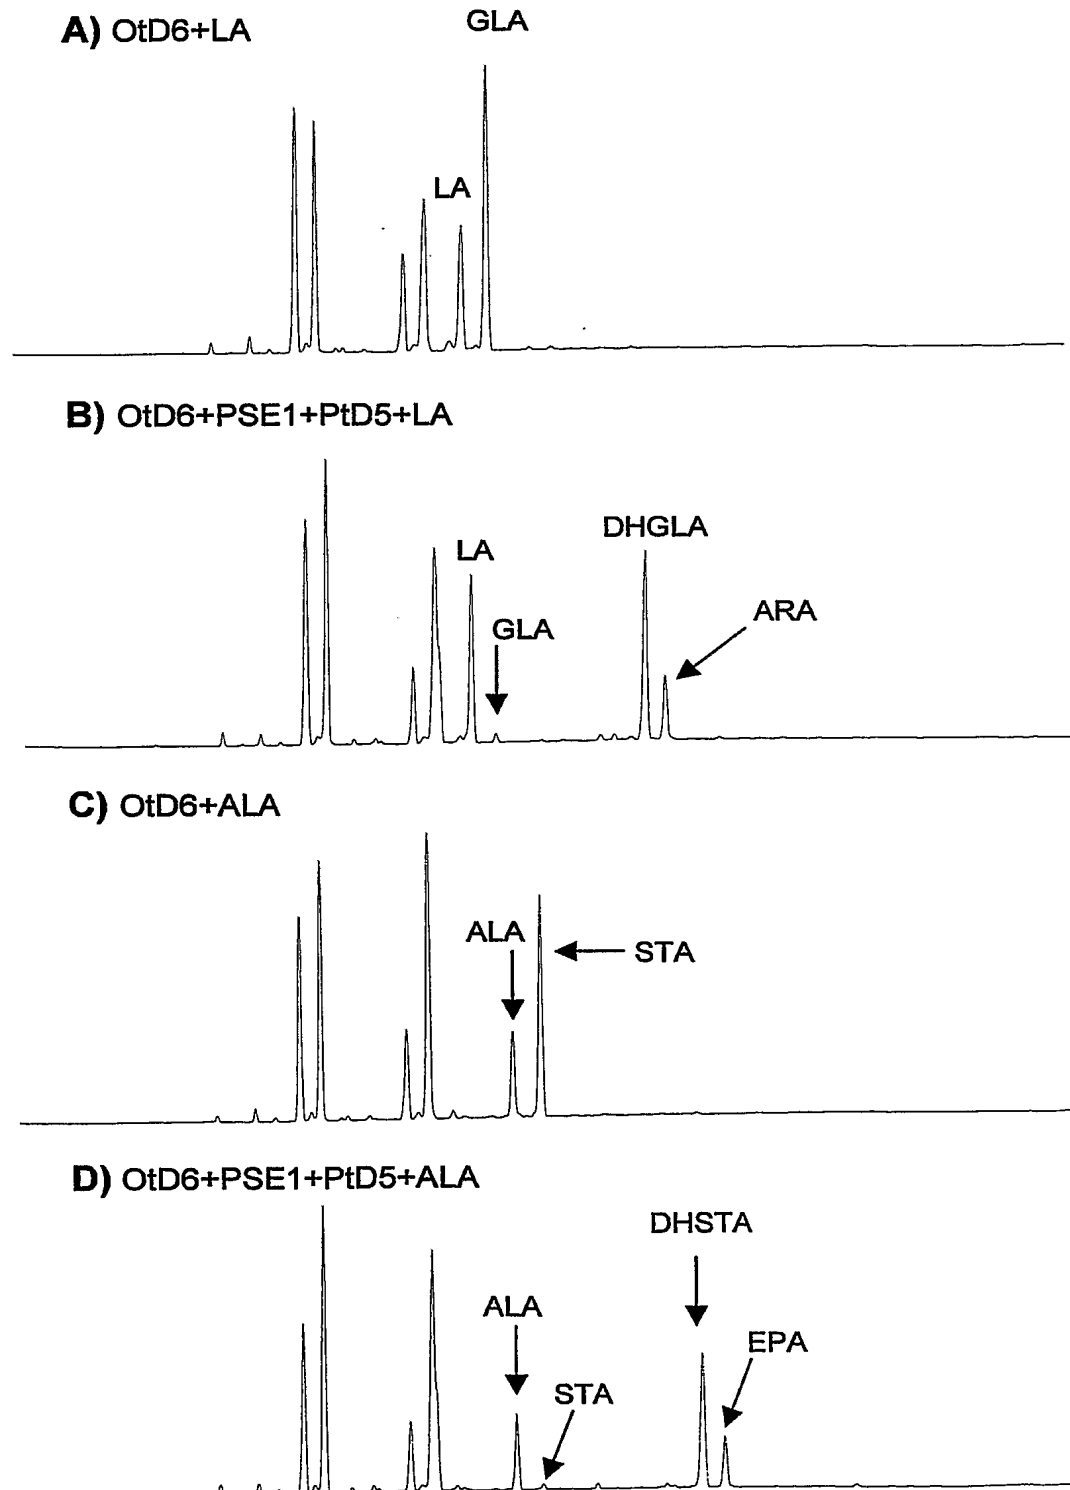 A) OtD6+LA
GLA
LA
B) OtD6+PSE1+PtD5+LA
DHGLA
LA
ARA
GLA
C) OtD6+ALA
ALA
STA
D) OtD6+PSE1+PtD5+ALA
DHSTA
ALA
EPA
STA